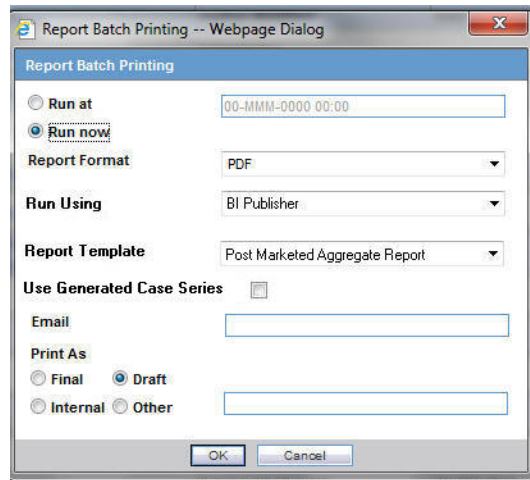 Report Batch Printing -- Webpage Dialog
Report Batch Printing
Run at 00-MMM-0000 00:00
Run now
Report Format PDF
Run Using BI Publisher
Report Template Post Marketed Aggregate Report
Use Generated Case Series
Email
Print As
Final Draft
Internal Other
OK Cancel